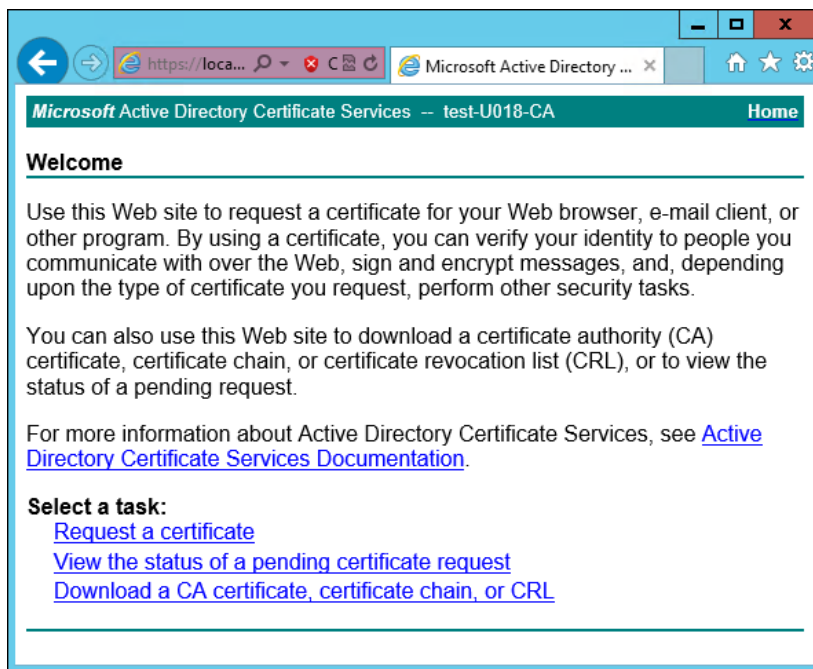 https://loca...
C
Microsoft Active Directory ...
Microsoft Active Directory Certificate Services -- test-U018-CA Home
Welcome
Use this Web site to request a certificate for your Web browser, e-mail client, or
other program. By using a certificate, you can verify your identity to people you
communicate with over the Web, sign and encrypt messages, and, depending
upon the type of certificate you request, perform other security tasks.
You can also use this Web site to download a certificate authority (CA)
certificate, certificate chain, or certificate revocation list (CRL), or to view the
status of a pending request.
For more information about Active Directory Certificate Services, see Active
Directory Certificate Services Documentation.
Select a task:
Request a certificate
View the status of a pending certificate request
Download a CA certificate, certificate chain, or CRL